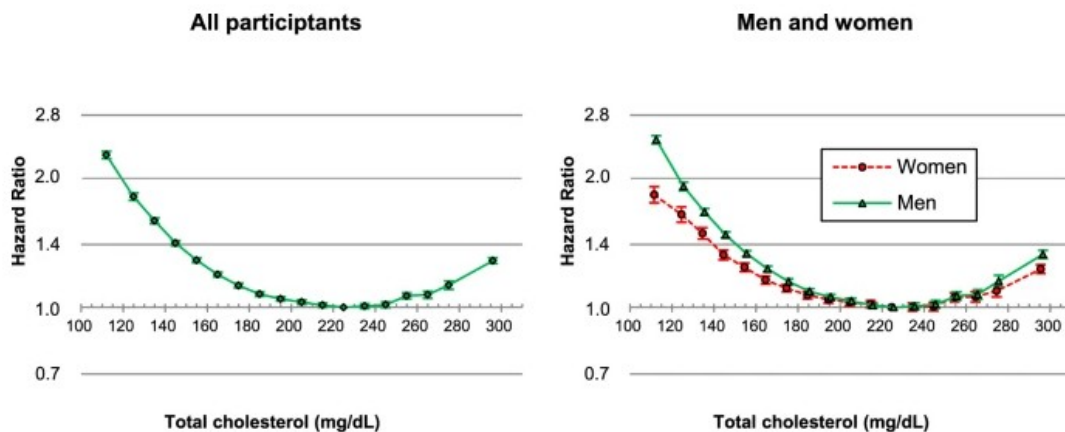 All participants
Hazard Ratio
2.8
2.0
1.4
1.0
0.7
100 120 140 160 180 200 220 240 260 280 300
Total cholesterol (mg/dL)
Men and women
Hazard Ratio
2.8
2.0
1.4
1.0
0.7
Women
Men
100 120 140 160 180 200 220 240 260 280 300
Total cholesterol (mg/dL)